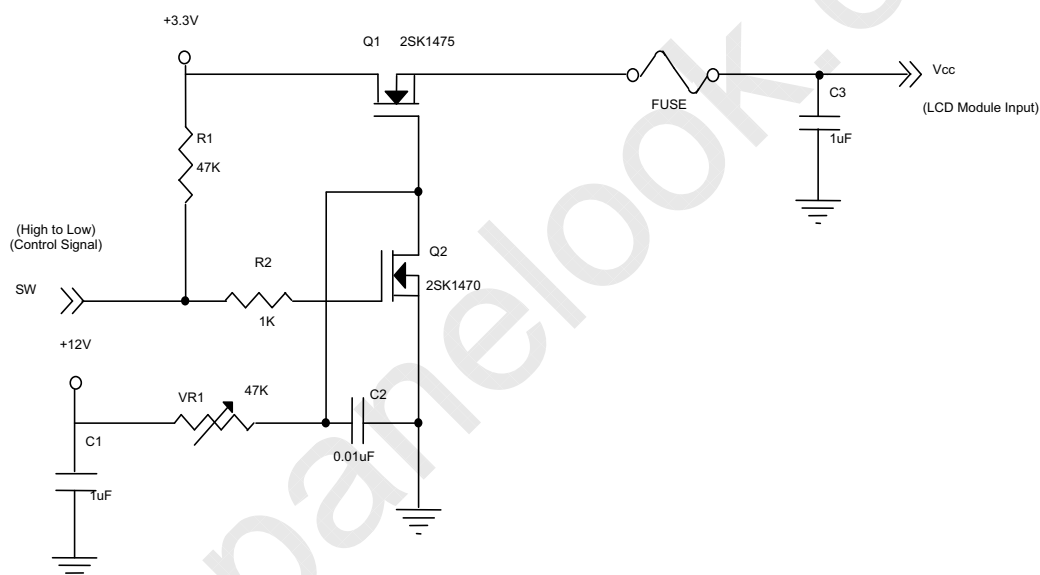 +3.3V
Q1 2SK1475
Vcc
C3
FUSE
(LCD Module Input)
R1
1uF
47K
(High to Low)
(Control Signal)
Q2
R2
2SK1470
SW
1K
+12V
47K
VR1
C2
C1
0.01uF
1uF
panelook.c